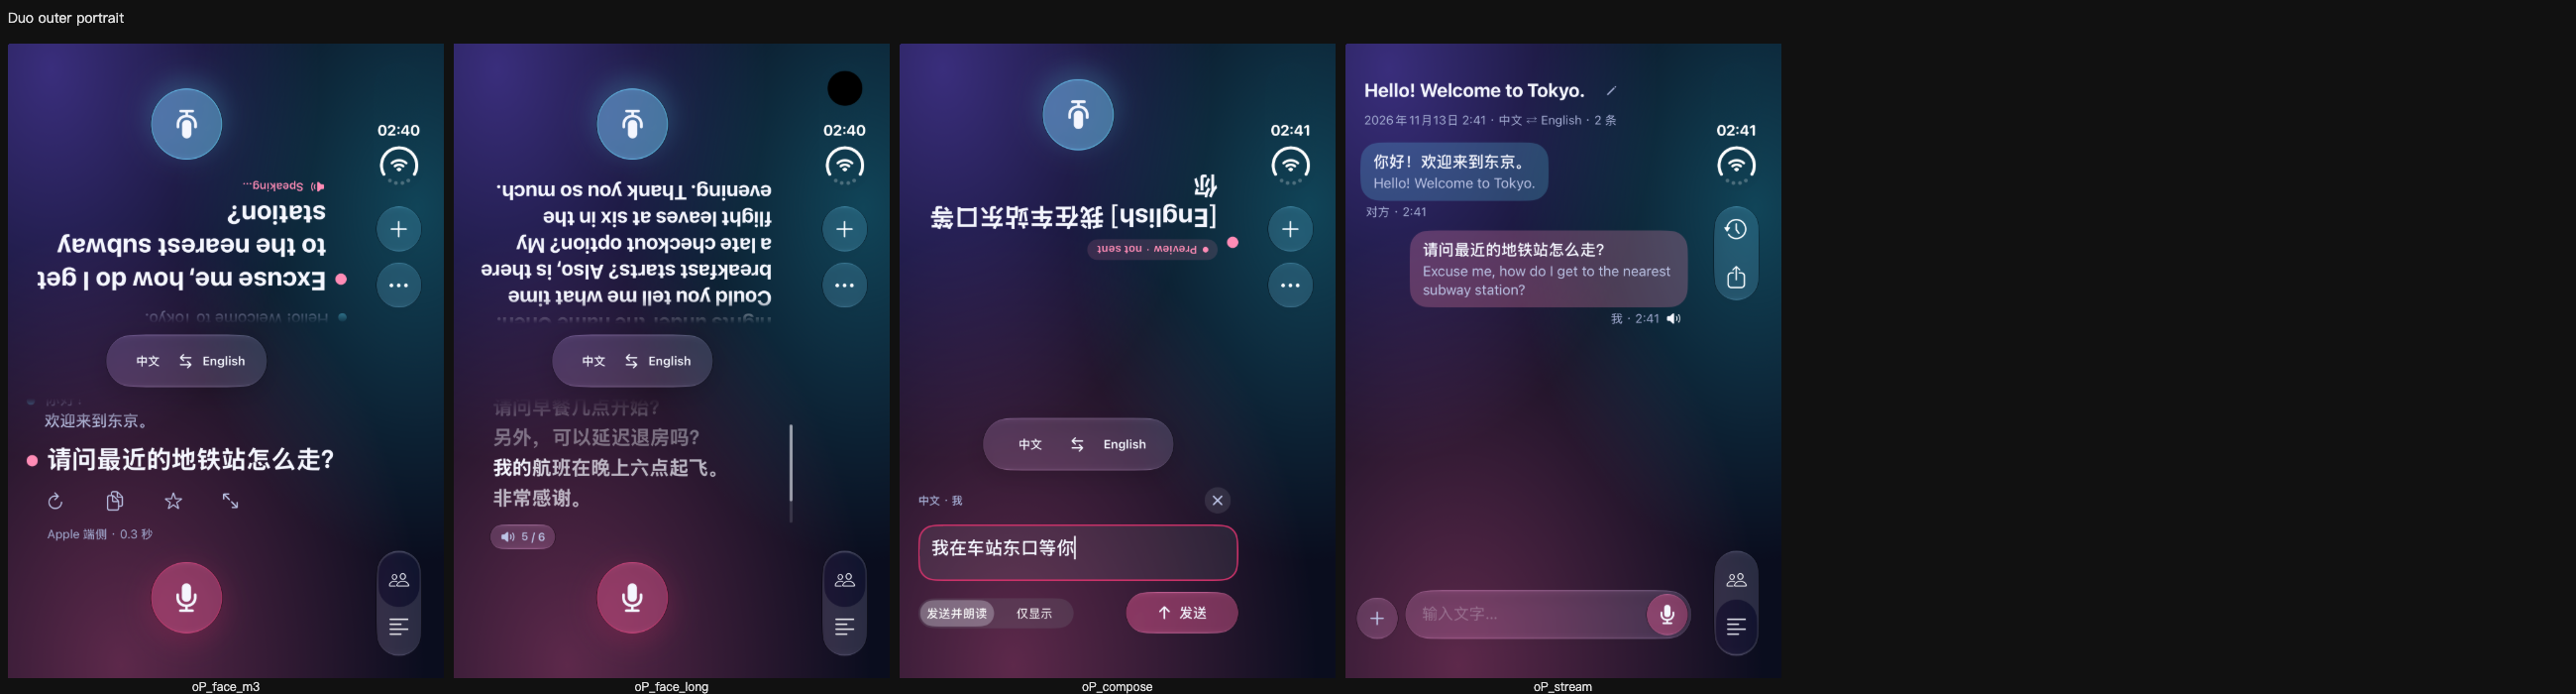 Duo outer portrait
02:40
Speaking...
Excuse me, how do I get
to the nearest subway
station?
Hello! Welcome to Tokyo.
中文 English
你好！
欢迎来到东京。
请问最近的地铁站怎么走?
Apple 端侧 · 0.3 秒
oP_face_m3
02:40
nights under the name Chen.
Could you tell me what time
breakfast starts? Also, is there
a late checkout option? My
flight leaves at six in the
evening. Thank you so much.
中文 English
请问早餐几点开始?
另外，可以延迟退房吗?
我的航班在晚上六点起飞。
非常感谢。
5 / 6
oP_face_long
02:41
Preview · not sent
[English] 我在车站东口等
你
中文 English
中文 · 我
我在车站东口等你
发送并朗读 仅显示 发送
oP_compose
Hello! Welcome to Tokyo.
2026年11月13日 2:41 · 中文 ⇌ English · 2 条
02:41
你好！欢迎来到东京。
Hello! Welcome to Tokyo.
对方 · 2:41
请问最近的地铁站怎么走?
Excuse me, how do I get to the nearest
subway station?
我 · 2:41
输入文字...
oP_stream